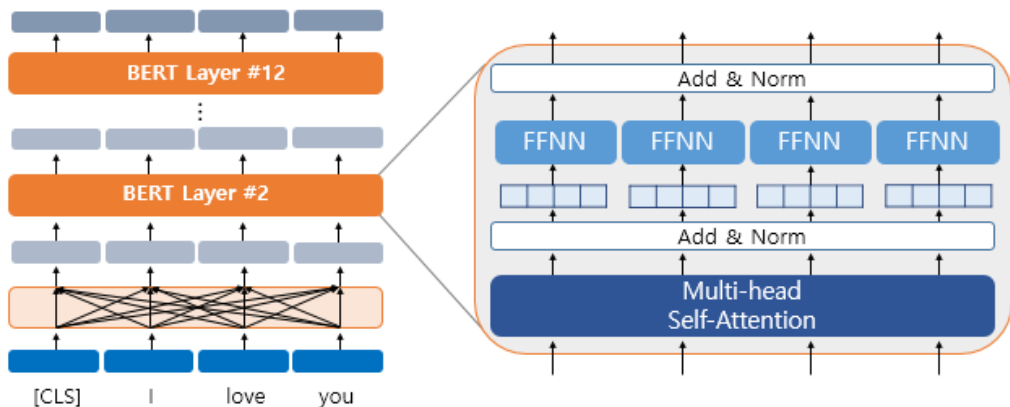 BERT Layer #12
⋮
BERT Layer #2
[CLS] I love you
Add & Norm
FFNN FFNN FFNN FFNN
Add & Norm
Multi-head
Self-Attention